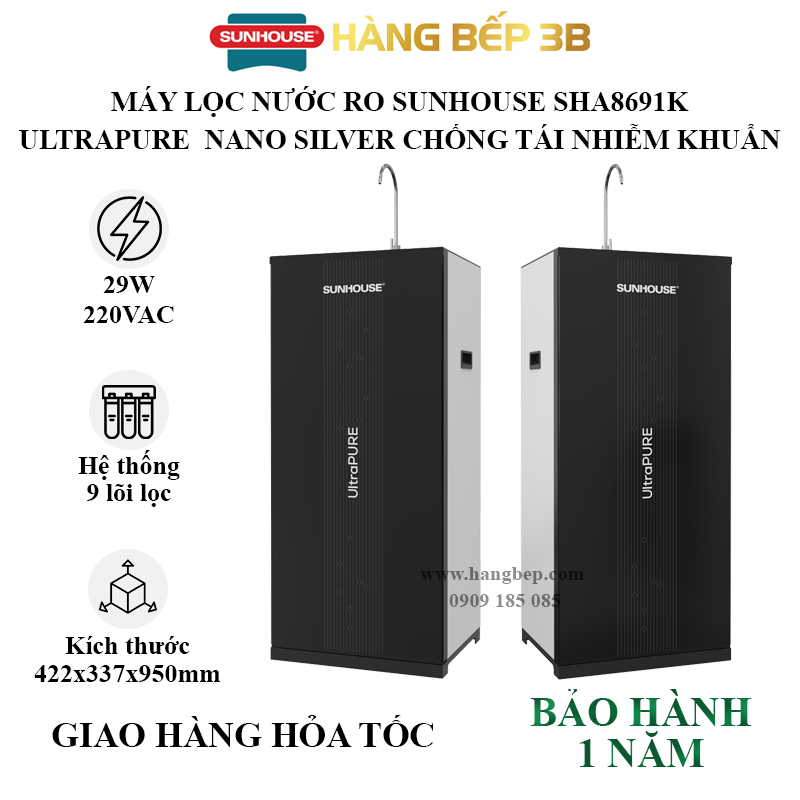 SUNHOUSE® HÀNG BẾP 3B
MÁY LỌC NƯỚC RO SUNHOUSE SHA8691K
ULTRAPURE NANO SILVER CHỐNG TÁI NHIỄM KHUẨN
29W
220VAC
Hệ thống
9 lõi lọc
Kích thước
422x337x950mm
SUNHOUSE®
UltraPURE
SUNHOUSE®
UltraPURE
www.hangbep.com
0909 185 085
GIAO HÀNG HỎA TỐC
BẢO HÀNH
1 NĂM